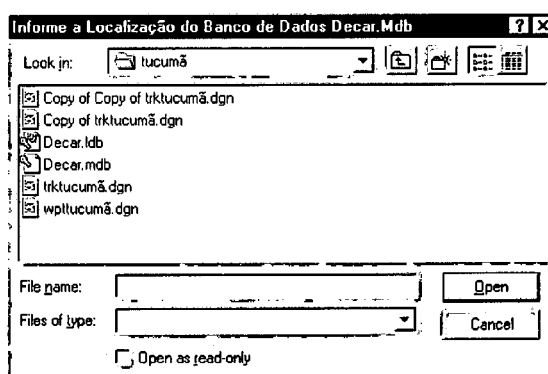 Informe a Localização do Banco de Dados Decar.Mdb
Look in: tucumã
Copy of Copy of trktucumã.dgn
Copy of trktucumã.dgn
Decar.ldb
Decar.mdb
trktucumã.dgn
wpttucumã.dgn
File name: Open
Files of type: Cancel
Open as read-only